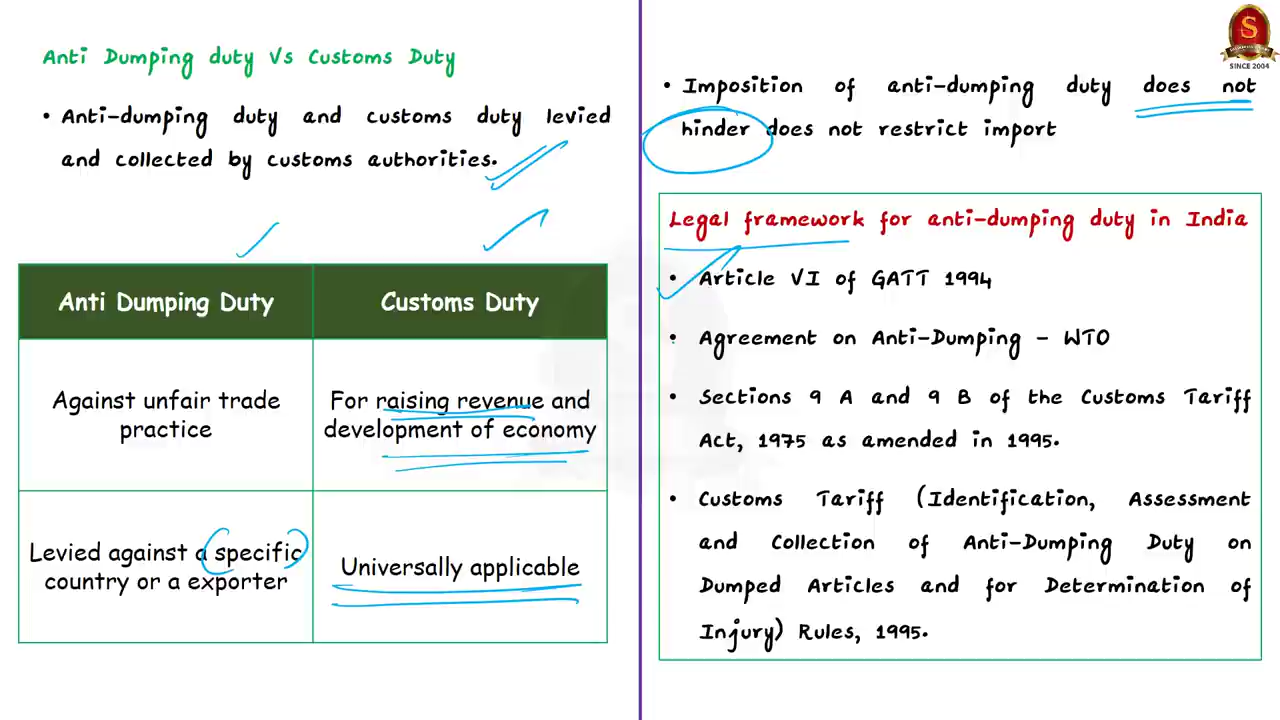 Anti Dumping duty Vs Customs Duty
• Anti-dumping duty and customs duty levied
and collected by customs authorities.
Anti Dumping Duty
Customs Duty
Against unfair trade
practice
For raising revenue and
development of economy
Levied against a specific
country or a exporter
Universally applicable
S
SINCE 2004
• Imposition of anti-dumping duty does not
hinder does not restrict import
Legal framework for anti-dumping duty in India
• Article VI of GATT 1994
• Agreement on Anti-Dumping - WTO
• Sections 9 A and 9 B of the Customs Tariff
Act, 1975 as amended in 1995.
• Customs Tariff (Identification, Assessment
and Collection of Anti-Dumping Duty on
Dumped Articles and for Determination of
Injury) Rules, 1995.